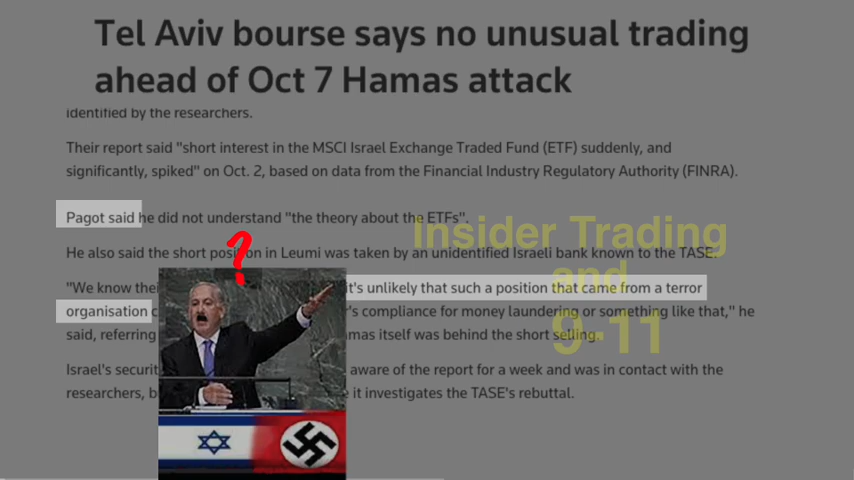 Tel Aviv bourse says no unusual trading
ahead of Oct 7 Hamas attack
identified by the researchers.
Their report said "short interest in the MSCI Israel Exchange Traded Fund (ETF) suddenly, and
significantly, spiked" on Oct. 2, based on data from the Financial Industry Regulatory Authority (FINRA).
Pagot said he did not understand "the theory about the ETFs".
Insider Trading
and
9-11
?
He also said the short position in Leumi was taken by an unidentified Israeli bank known to the TASE.
"We know thei it's unlikely that such a position that came from a terror
organisation c r's compliance for money laundering or something like that," he
said, referring mas itself was behind the short selling.
Israel's securit aware of the report for a week and was in contact with the
researchers, b e it investigates the TASE's rebuttal.